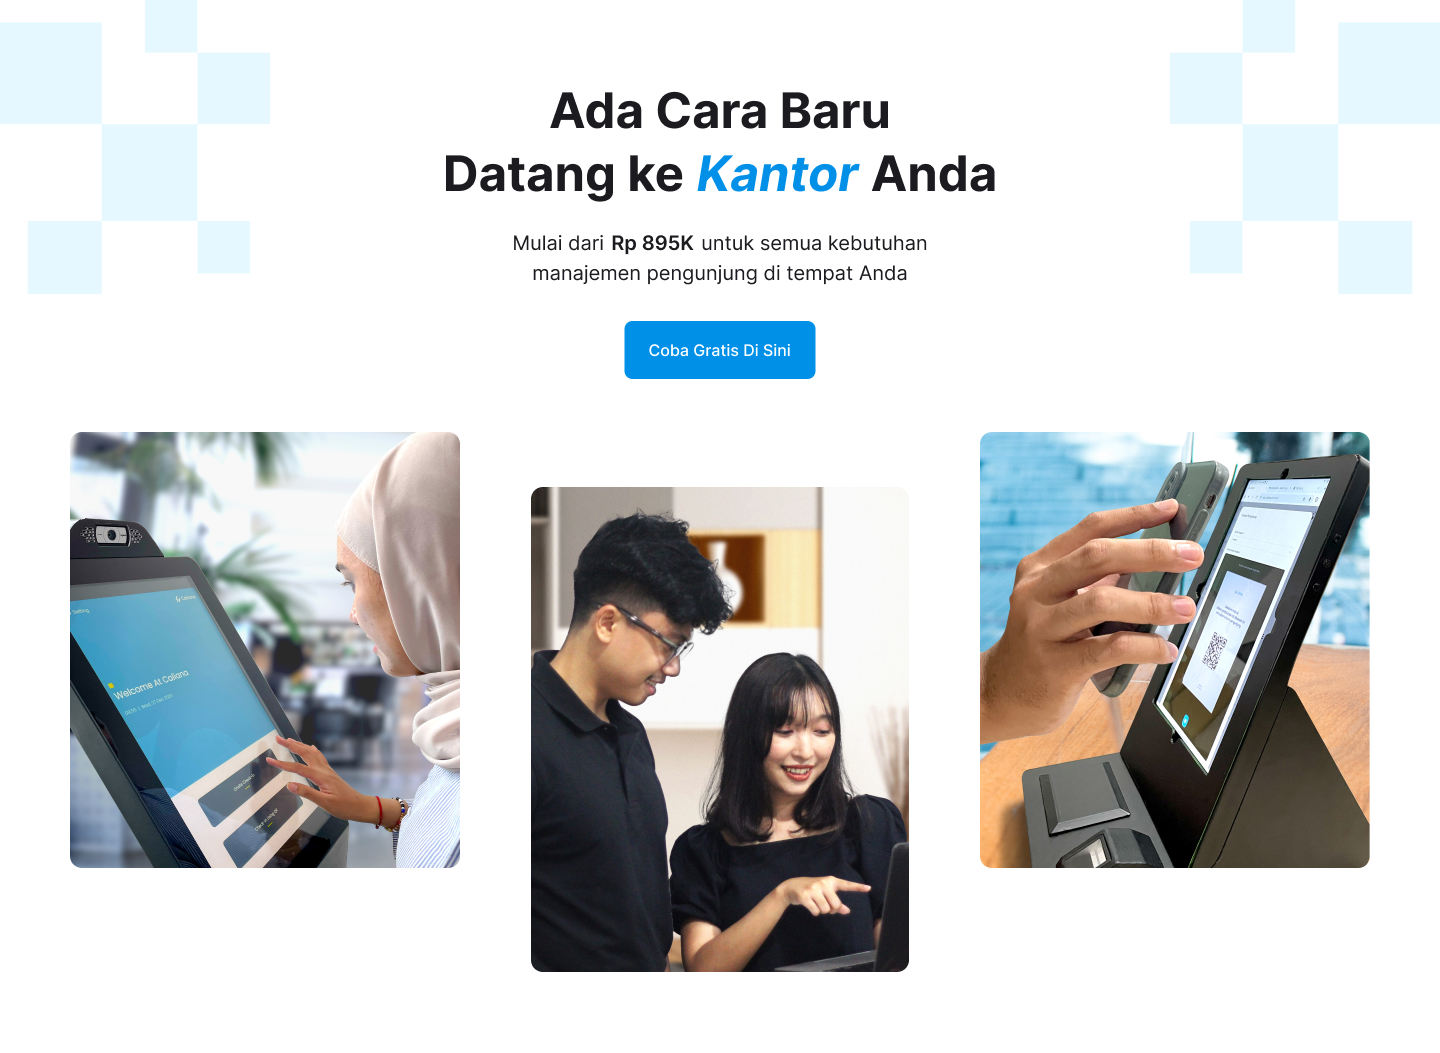 Ada Cara Baru
Datang ke Kantor Anda
Mulai dari Rp 895K untuk semua kebutuhan
manajemen pengunjung di tempat Anda
Coba Gratis Di Sini
Welcome At Caliana